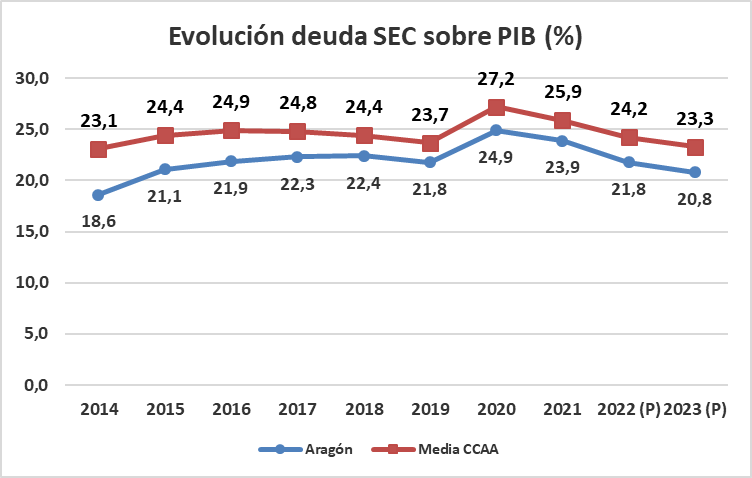 Evolución deuda SEC sobre PIB (%)
30,0
25,0
20,0
15,0
10,0
5,0
0,0
23,1 24,4 24,9 24,8 24,4 23,7 27,2 25,9 24,2 23,3
18,6 21,1 21,9 22,3 22,4 21,8 24,9 23,9 21,8 20,8
2014 2015 2016 2017 2018 2019 2020 2021 2022 (P) 2023 (P)
Aragón Media CCAA